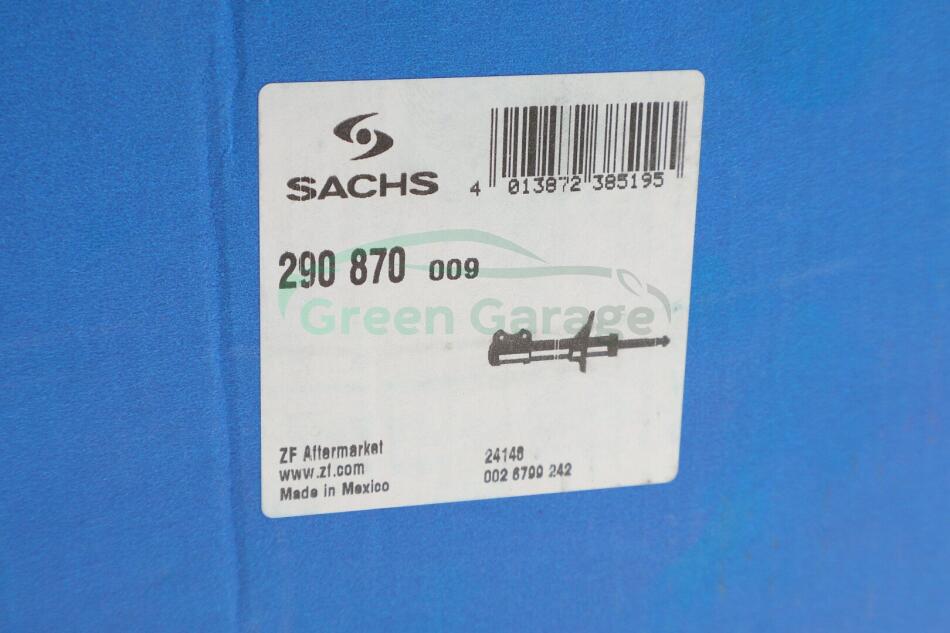 SACHS
4 013872 385195
290 870 009
Green Garage
ZF Aftermarket
www.zf.com
Made in Mexico
24146
002 6799 242